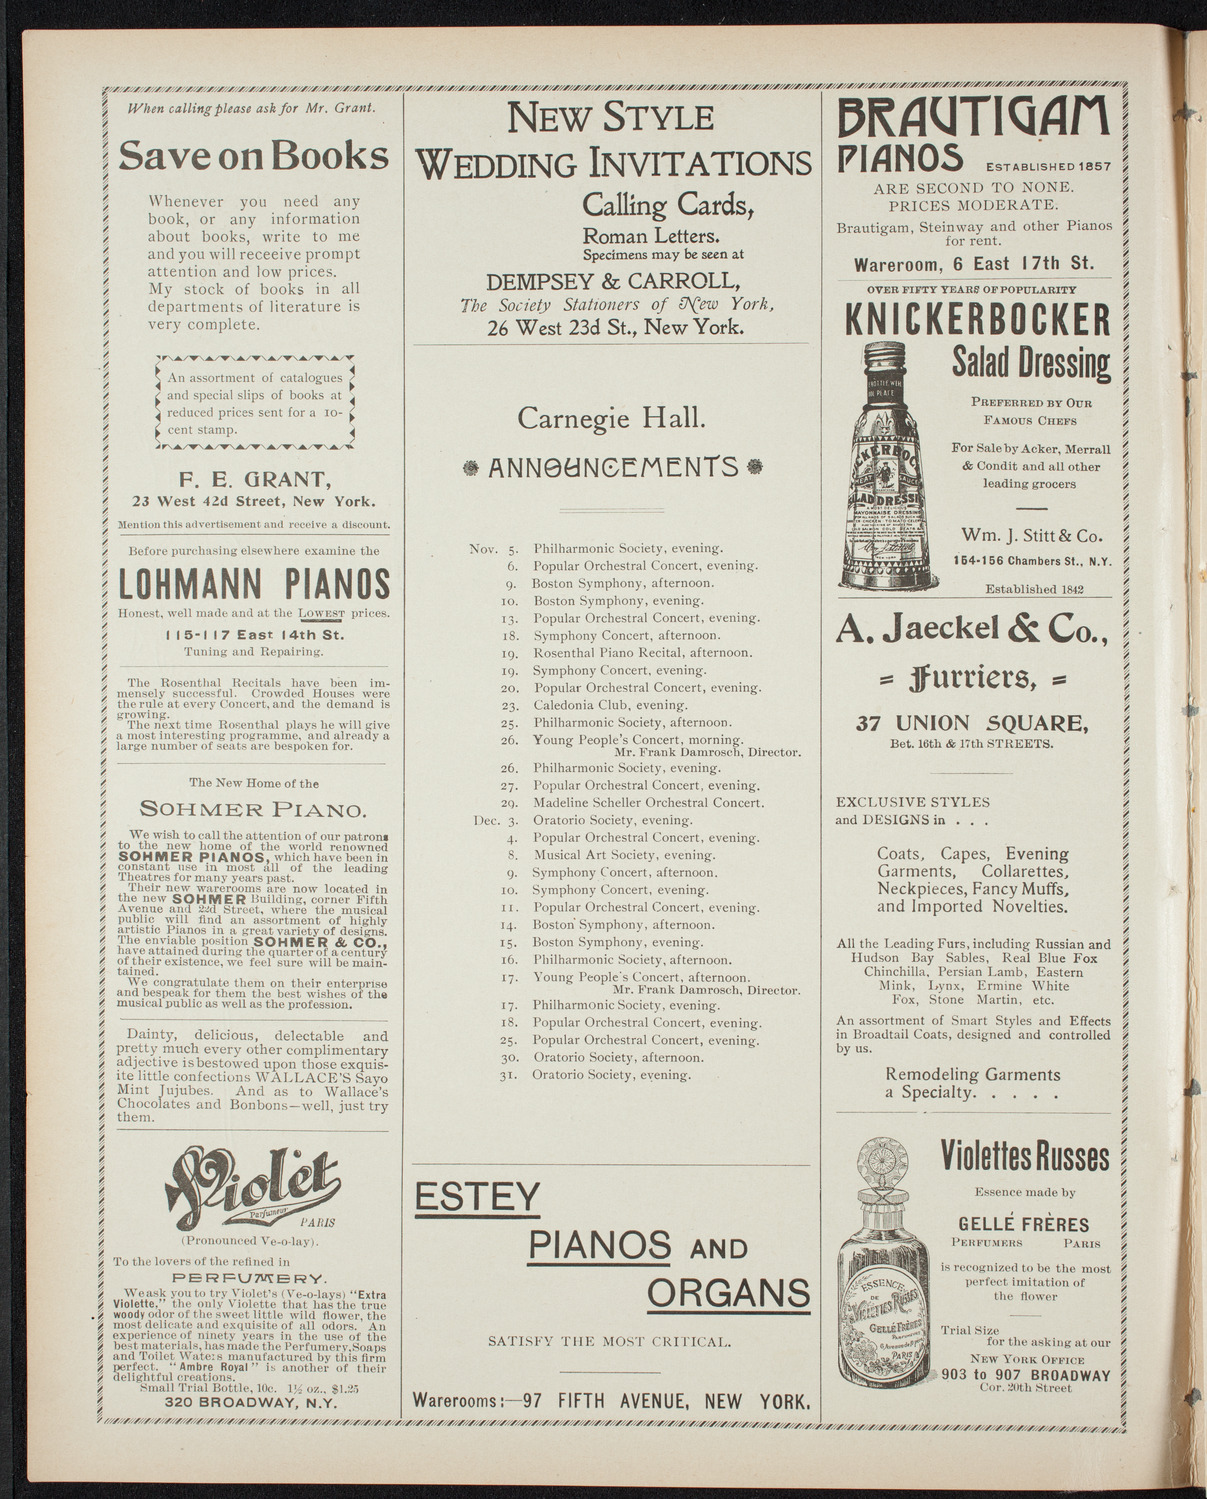 When calling please ask for Mr. Grant.
Save on Books
Whenever you need any
book, or any information
about books, write to me
and you will receeive prompt
attention and low prices.
My stock of books in all
departments of literature is
very complete.
An assortment of catalogues
and special slips of books at
reduced prices sent for a 10-
cent stamp.
F. E. GRANT,
23 West 42d Street, New York.
Mention this advertisement and receive a discount.
Before purchasing elsewhere examine the
LOHMANN PIANOS
Honest, well made and at the LOWEST prices.
115-117 East 14th St.
Tuning and Repairing.
The Rosenthal Recitals have been im-
mensely successful. Crowded Houses were
the rule at every Concert, and the demand is
growing.
The next time Rosenthal plays he will give
a most interesting programme, and already a
large number of seats are bespoken for.
The New Home of the
SOHMER PIANO.
We wish to call the attention of our patrons
to the new home of the world renowned
SOHMER PIANOS, which have been in
constant use in most all of the leading
Theatres for many years past.
Their new warerooms are now located in
the new SOHMER Building, corner Fifth
Avenue and 22d Street, where the musical
public will find an assortment of highly
artistic Pianos in a great variety of designs.
The enviable position SOHMER & CO.,
have attained during the quarter of a century
of their existence, we feel sure will be main-
tained.
We congratulate them on their enterprise
and bespeak for them the best wishes of the
musical public as well as the profession.
Dainty, delicious, delectable and
pretty much every other complimentary
adjective is bestowed upon those exquis-
ite little confections WALLACE'S Sayo
Mint Jujubes. And as to Wallace's
Chocolates and Bonbons—well, just try
them.
Violet
Parfumeur
PARIS
(Pronounced Ve-o-lay).
To the lovers of the refined in
PERFUMERY.
We ask you to try Violet's (Ve-o-lays) "Extra
Violette," the only Violette that has the true
woody odor of the sweet little wild flower, the
most delicate and exquisite of all odors. An
experience of ninety years in the use of the
best materials, has made the Perfumery, Soaps
and Toilet Waters manufactured by this firm
perfect. "Ambre Royal" is another of their
delightful creations.
Small Trial Bottle, 10c. 1½ oz., $1.25
320 BROADWAY, N.Y.
NEW STYLE
WEDDING INVITATIONS
Calling Cards,
Roman Letters.
Specimens may be seen at
DEMPSEY & CARROLL,
The Society Stationers of New York,
26 West 23d St., New York.
Carnegie Hall.
ANNOUNCEMENTS
Nov. 5. Philharmonic Society, evening.
6. Popular Orchestral Concert, evening.
9. Boston Symphony, afternoon.
10. Boston Symphony, evening.
13. Popular Orchestral Concert, evening.
18. Symphony Concert, afternoon.
19. Rosenthal Piano Recital, afternoon.
19. Symphony Concert, evening.
20. Popular Orchestral Concert, evening.
23. Caledonia Club, evening.
25. Philharmonic Society, afternoon.
26. Young People's Concert, morning.
Mr. Frank Damrosch, Director.
26. Philharmonic Society, evening.
27. Popular Orchestral Concert, evening.
29. Madeline Scheller Orchestral Concert.
Dec. 3. Oratorio Society, evening.
4. Popular Orchestral Concert, evening.
8. Musical Art Society, evening.
9. Symphony Concert, afternoon.
10. Symphony Concert, evening.
11. Popular Orchestral Concert, evening.
14. Boston Symphony, afternoon.
15. Boston Symphony, evening.
16. Philharmonic Society, afternoon.
17. Young People's Concert, afternoon.
Mr. Frank Damrosch, Director.
17. Philharmonic Society, evening.
18. Popular Orchestral Concert, evening.
25. Popular Orchestral Concert, evening.
30. Oratorio Society, afternoon.
31. Oratorio Society, evening.
ESTEY
PIANOS AND
ORGANS
SATISFY THE MOST CRITICAL.
Warerooms:—97 FIFTH AVENUE, NEW YORK.
BRAUTIGAM
PIANOS ESTABLISHED 1857
ARE SECOND TO NONE.
PRICES MODERATE.
Brautigam, Steinway and other Pianos
for rent.
Wareroom, 6 East 17th St.
OVER FIFTY YEARS OF POPULARITY
KNICKERBOCKER
Salad Dressing
PREFERRED BY OUR
FAMOUS CHEFS
For Sale by Acker, Merrall
& Condit and all other
leading grocers
Wm. J. Stitt & Co.
154-156 Chambers St., N.Y.
Established 1842
A. Jaeckel & Co.,
= Furriers, =
37 UNION SQUARE,
Bet. 16th & 17th STREETS.
EXCLUSIVE STYLES
and DESIGNS in . . .
Coats, Capes, Evening
Garments, Collarettes,
Neckpieces, Fancy Muffs,
and Imported Novelties.
All the Leading Furs, including Russian and
Hudson Bay Sables, Real Blue Fox
Chinchilla, Persian Lamb, Eastern
Mink, Lynx, Ermine White
Fox, Stone Martin, etc.
An assortment of Smart Styles and Effects
in Broadtail Coats, designed and controlled
by us.
Remodeling Garments
a Specialty. . . . .
Violettes Russes
Essence made by
GELLÉ FRÈRES
PERFUMERS PARIS
is recognized to be the most
perfect imitation of
the flower
Trial Size
for the asking at our
NEW YORK OFFICE
903 to 907 BROADWAY
Cor. 20th Street
ESSENCE
DE
VIOLETTES RUSSES
GELLÉ FRÈRES
PARIS